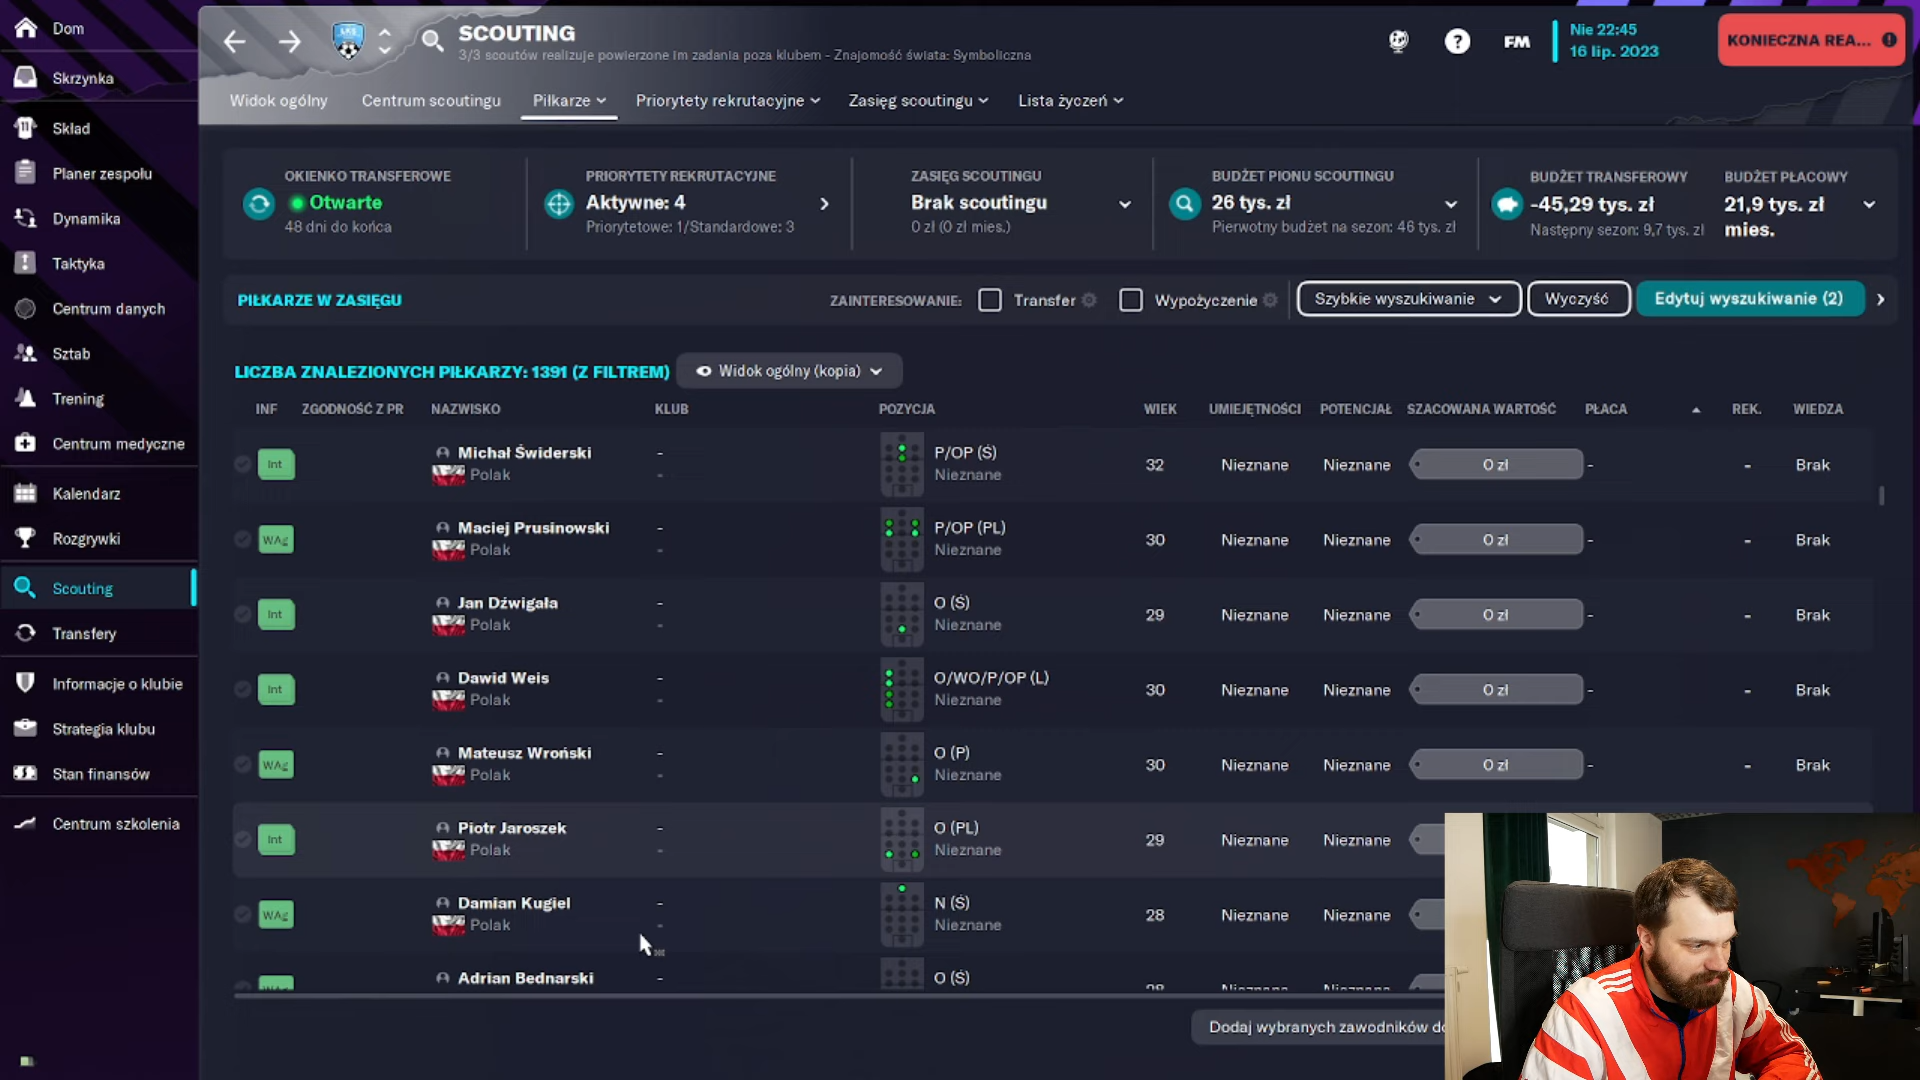 Dom
Skrzynka
Skład
Planer zespołu
Dynamika
Taktyka
Centrum danych
Sztab
Trening
Centrum medyczne
Kalendarz
Rozgrywki
Scouting
Transfery
Informacje o klubie
Strategia klubu
Stan finansów
Centrum szkolenia
SCOUTING
3/3 scoutów realizuje powierzone im zadania poza klubem - Znajomość świata: Symboliczna
FM
Nie 22:45
16 lip. 2023
KONIECZNA REA...
Widok ogólny Centrum scoutingu Piłkarze Priorytety rekrutacyjne Zasięg scoutingu Lista życzeń
OKIENKO TRANSFEROWE
Otwarte
48 dni do końca
PRIORYTETY REKRUTACYJNE
Aktywne: 4
Priorytetowe: 1/Standardowe: 3
ZASIĘG SCOUTINGU
Brak scoutingu
0 zł (0 zł mies.)
BUDŻET PIONU SCOUTINGU
26 tys. zł
Pierwotny budżet na sezon: 46 tys. zł
BUDŻET TRANSFEROWY
-45,29 tys. zł
Następny sezon: 9,7 tys. zł
BUDŻET PŁACOWY
21,9 tys. zł
mies.
PIŁKARZE W ZASIĘGU
ZAINTERESOWANIE: Transfer Wypożyczenie Szybkie wyszukiwanie Wyczyść Edytuj wyszukiwanie (2)
LICZBA ZNALEZIONYCH PIŁKARZY: 1391 (Z FILTREM) Widok ogólny (kopia)
INF ZGODNOŚĆ Z PR NAZWISKO KLUB POZYCJA WIEK UMIEJĘTNOŚCI POTENCJAŁ SZACOWANA WARTOŚĆ PŁACA REK. WIEDZA
Int Michał Świderski - P/OP (Ś) 32 Nieznane Nieznane 0 zł - - Brak
Polak - Nieznane
WAg Maciej Prusinowski - P/OP (PL) 30 Nieznane Nieznane 0 zł - - Brak
Polak - Nieznane
Int Jan Dźwigała - O (Ś) 29 Nieznane Nieznane 0 zł - - Brak
Polak - Nieznane
Int Dawid Weis - O/WO/P/OP (L) 30 Nieznane Nieznane 0 zł - - Brak
Polak - Nieznane
WAg Mateusz Wroński - O (P) 30 Nieznane Nieznane 0 zł - - Brak
Polak - Nieznane
Int Piotr Jaroszek - O (PL) 29 Nieznane Nieznane
Polak - Nieznane
WAg Damian Kugiel - N (Ś) 28 Nieznane Nieznane
Polak - Nieznane
Adrian Bednarski - O (Ś)
Dodaj wybranych zawodników do